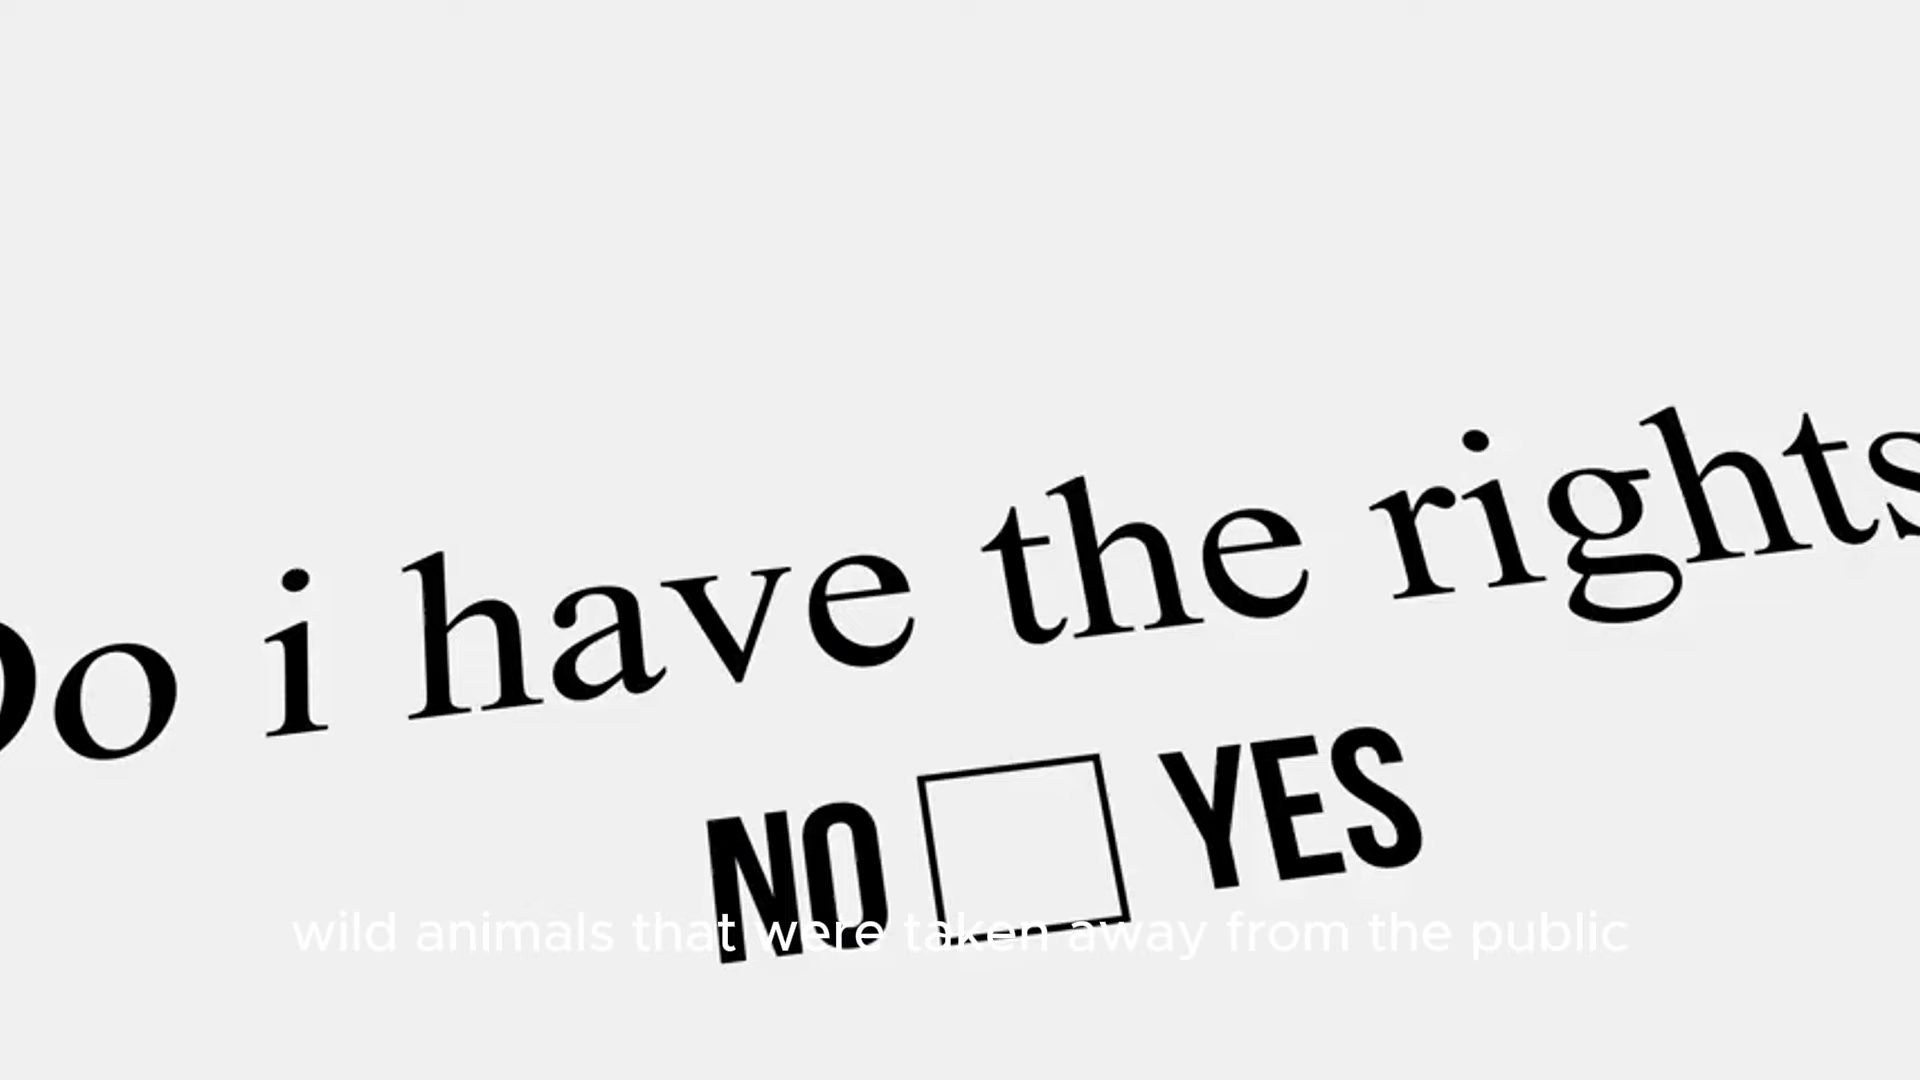 Do i have the rights
NO YES
wild animals that were taken away from the public